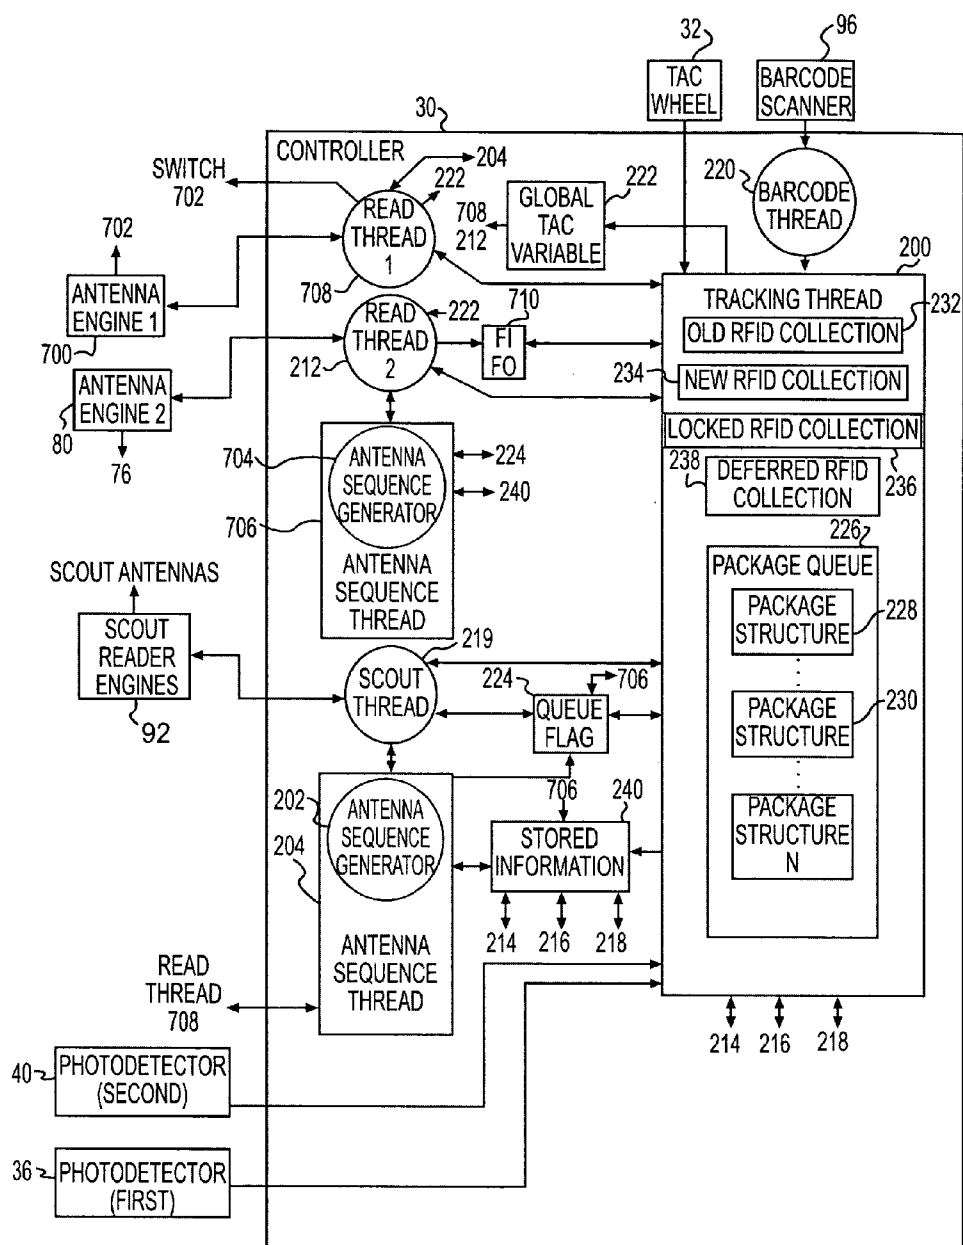 32
96
TAC
WHEEL
BARCODE
SCANNER
30
CONTROLLER
204
SWITCH
702
222
READ
THREAD
1
708
GLOBAL
TAC
VARIABLE
222
708
212
220
BARCODE
THREAD
200
702
ANTENNA
ENGINE 1
700
READ
THREAD
2
212
222
710
FI
FO
TRACKING THREAD
OLD RFID COLLECTION
232
234
NEW RFID COLLECTION
ANTENNA
ENGINE 2
80
76
LOCKED RFID COLLECTION
236
238
DEFERRED RFID
COLLECTION
704
ANTENNA
SEQUENCE
GENERATOR
224
240
706
ANTENNA
SEQUENCE
THREAD
226
PACKAGE QUEUE
PACKAGE
STRUCTURE
228
SCOUT ANTENNAS
SCOUT
READER
ENGINES
92
219
SCOUT
THREAD
224
706
QUEUE
FLAG
PACKAGE
STRUCTURE
230
202
ANTENNA
SEQUENCE
GENERATOR
204
706
240
STORED
INFORMATION
PACKAGE
STRUCTURE
N
214
216
218
ANTENNA
SEQUENCE
THREAD
READ
THREAD
708
214
216
218
40
PHOTODETECTOR
(SECOND)
36
PHOTODETECTOR
(FIRST)